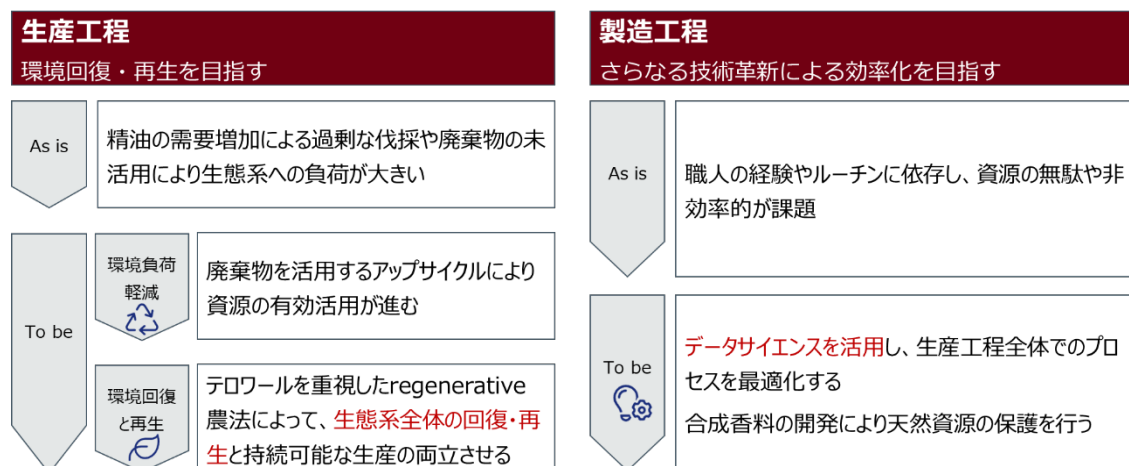 生産工程
環境回復・再生を目指す
As is
精油の需要増加による過剰な伐採や廃棄物の未
活用により生態系への負荷が大きい
To be
環境負荷
軽減
廃棄物を活用するアップサイクルにより
資源の有効活用が進む
環境回復
と再生
テロワールを重視したregenerative
農法によって、生態系全体の回復・再
生と持続可能な生産の両立させる
製造工程
さらなる技術革新による効率化を目指す
As is
職人の経験やルーチンに依存し、資源の無駄や非
効率的が課題
To be
データサイエンスを活用し、生産工程全体でのプロ
セスを最適化する
合成香料の開発により天然資源の保護を行う